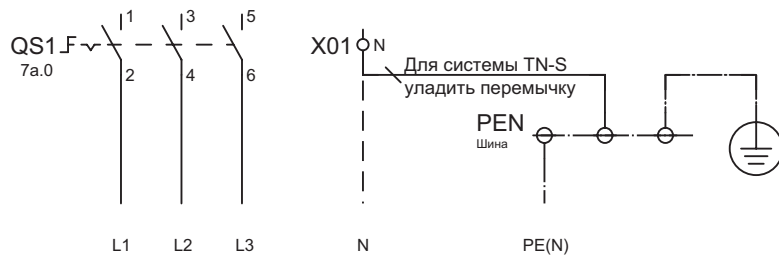 1 3 5
QS1
7a.0
2 4 6
X01 N
Для системы TN-S
уладить перемычку
PEN
Шина
L1 L2 L3 N PE(N)